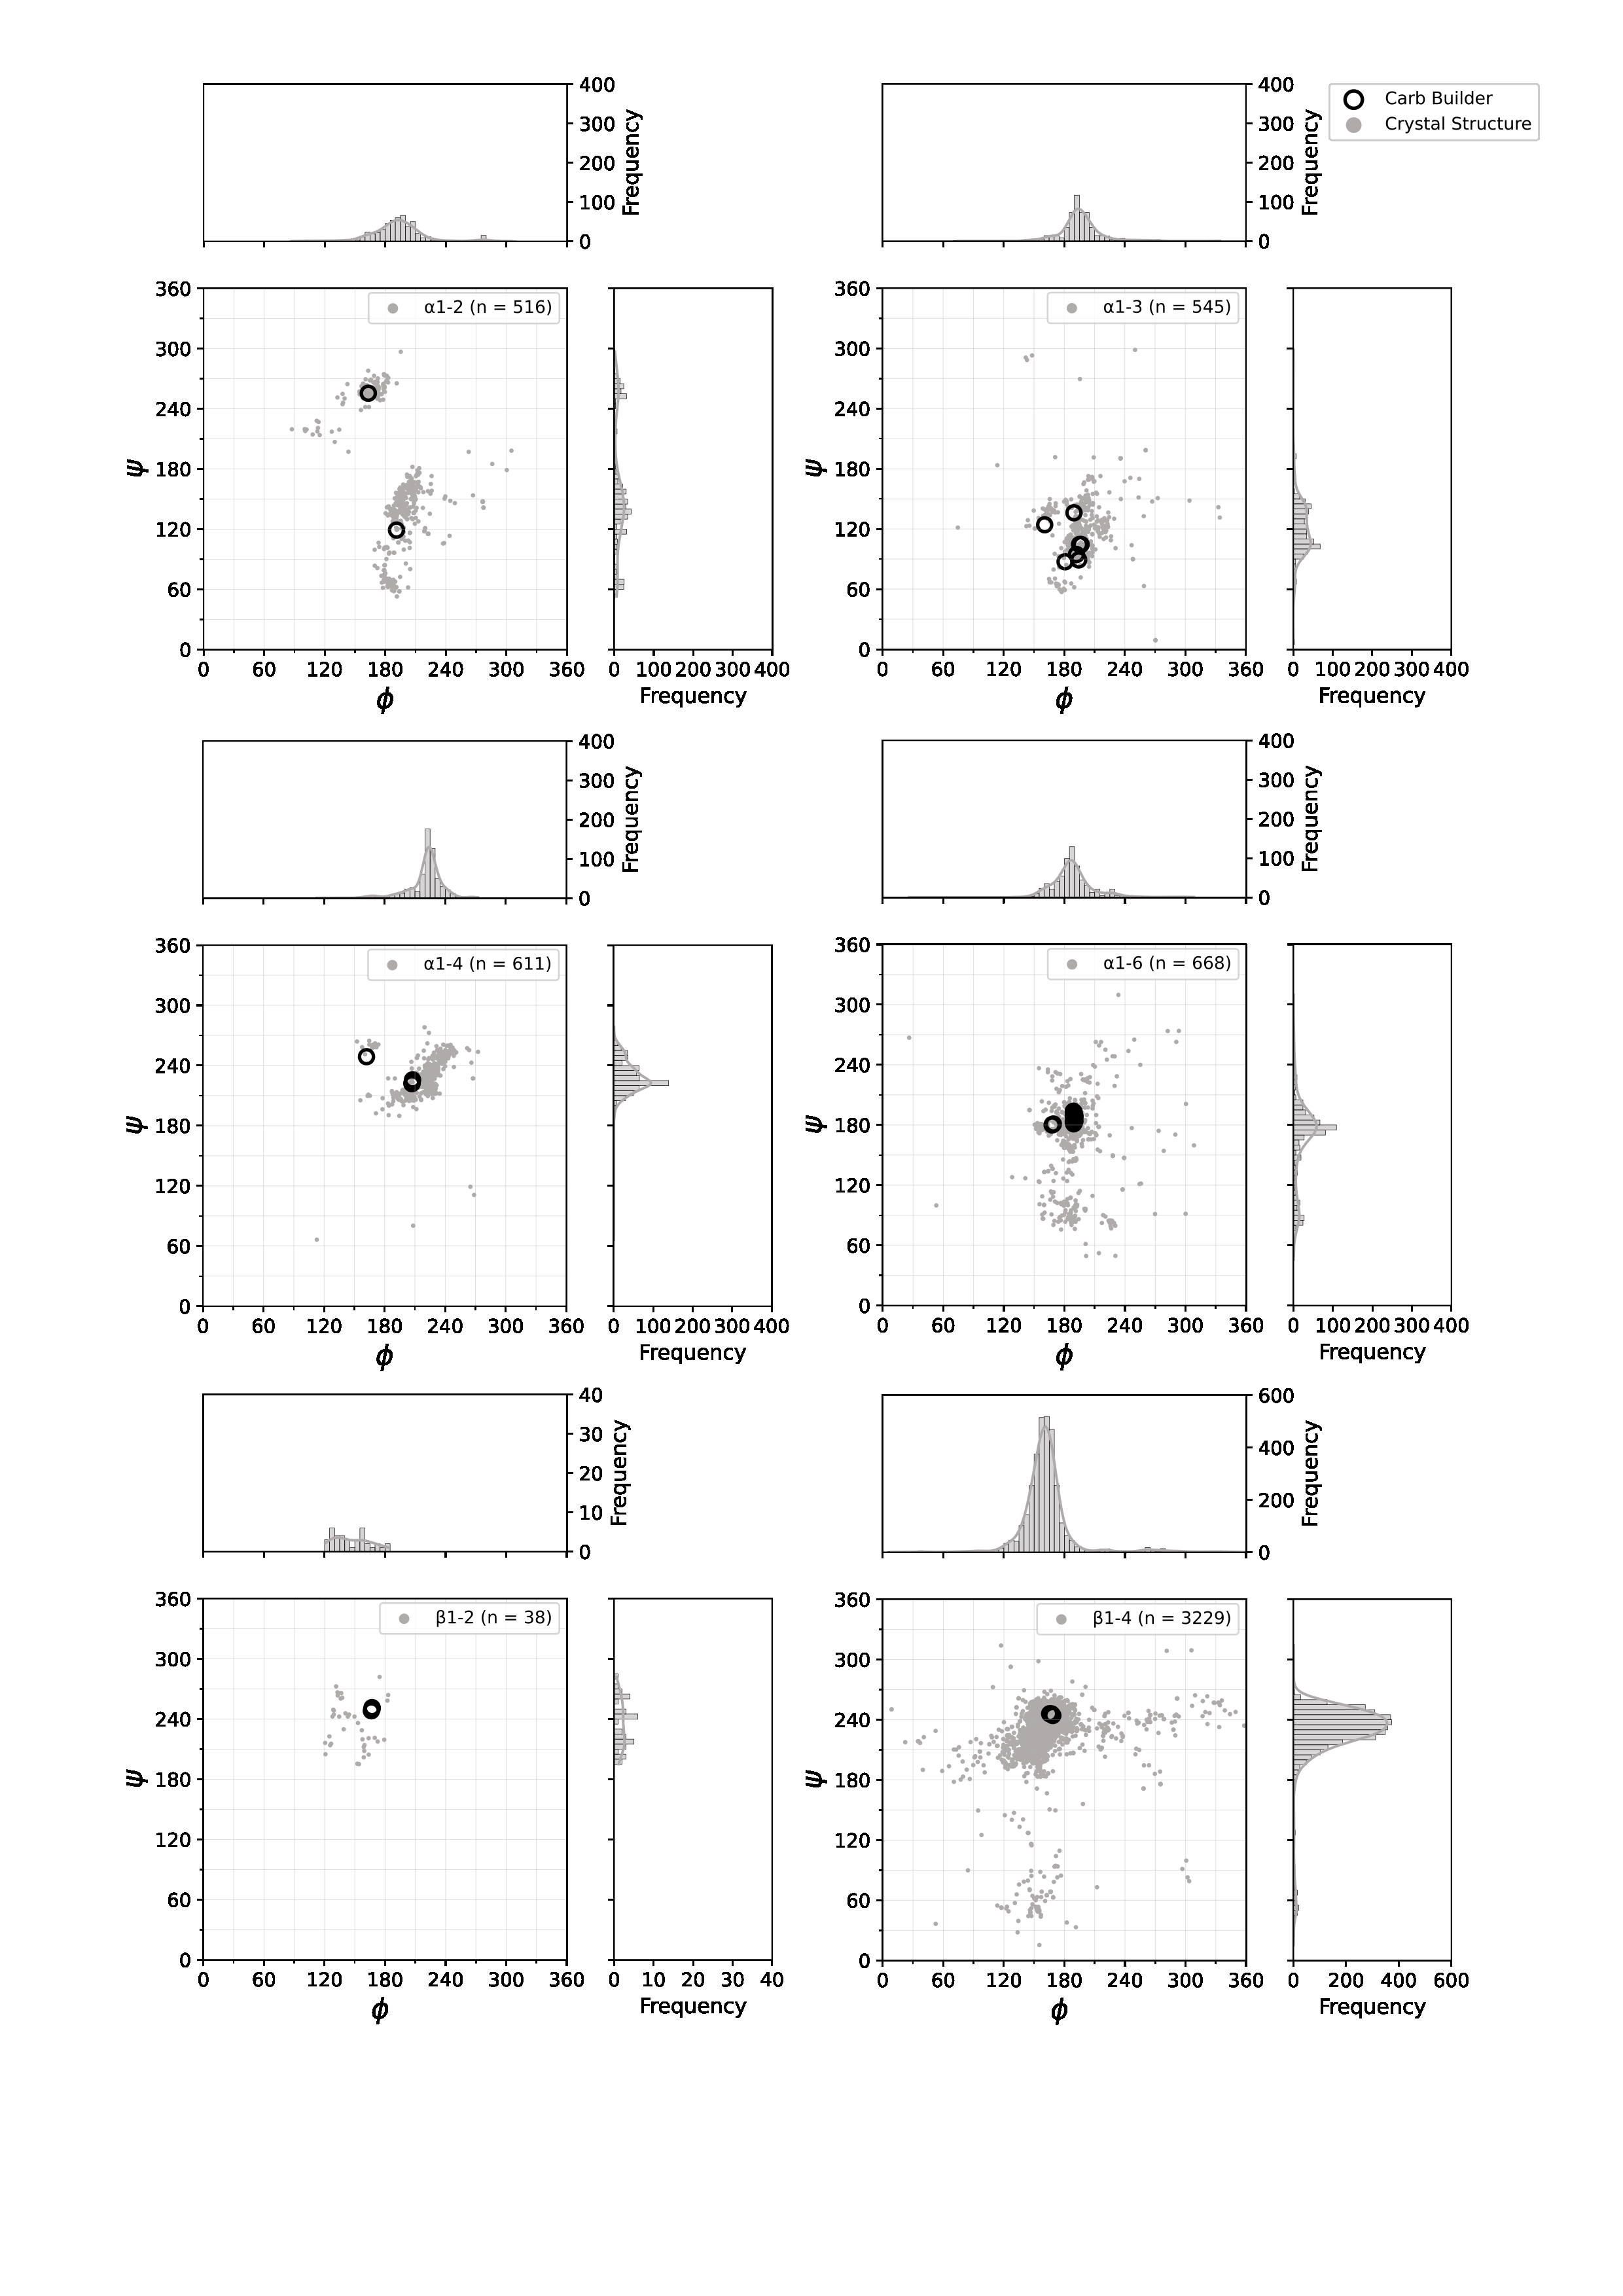 400
300
200
100
0
Frequency
400
300
200
100
0
Frequency
Carb Builder
Crystal Structure
360
300
240
180
120
60
0
ψ
α1-2 (n = 516)
0 60 120 180 240 300 360
ϕ
0 100 200 300 400
Frequency
360
300
240
180
120
60
0
ψ
α1-3 (n = 545)
0 60 120 180 240 300 360
ϕ
0 100 200 300 400
Frequency
400
300
200
100
0
Frequency
400
300
200
100
0
Frequency
360
300
240
180
120
60
0
ψ
α1-4 (n = 611)
0 60 120 180 240 300 360
ϕ
0 100 200 300 400
Frequency
360
300
240
180
120
60
0
ψ
α1-6 (n = 668)
0 60 120 180 240 300 360
ϕ
0 100 200 300 400
Frequency
40
30
20
10
0
Frequency
600
400
200
0
Frequency
360
300
240
180
120
60
0
ψ
β1-2 (n = 38)
0 60 120 180 240 300 360
ϕ
0 10 20 30 40
Frequency
360
300
240
180
120
60
0
ψ
β1-4 (n = 3229)
0 60 120 180 240 300 360
ϕ
0 200 400 600
Frequency